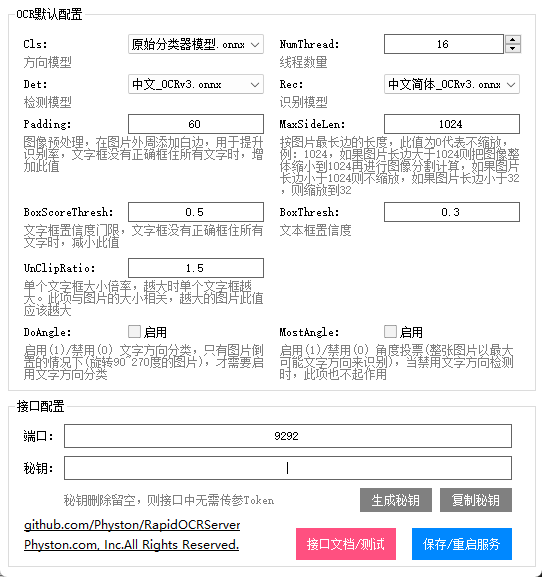 OCR默认配置
Cls: 原始分类器模型.onnx NumThread: 16
方向模型 线程数量
Det: 中文_OCRv3.onnx Rec: 中文简体_OCRv3.onnx
检测模型 识别模型
Padding: 60 MaxSideLen: 1024
图像预处理，在图片外周添加白边，用于提升
识别率，文字框没有正确框住所有文字时，增
加此值
按图片最长边的长度，此值为0代表不缩放，
例：1024，如果图片长边大于1024则把图像整
体缩小到1024再进行图像分割计算，如果图片
长边小于1024则不缩放，如果图片长边小于32
，则缩放到32
BoxScoreThresh: 0.5 BoxThresh: 0.3
文字框置信度门限，文字框没有正确框住所有
文字时，减小此值
文本框置信度
UnClipRatio: 1.5
单个文字框大小倍率，越大时单个文字框越
大。此项与图片的大小相关，越大的图片此值
应该越大
DoAngle: 启用 MostAngle: 启用
启用(1)/禁用(0) 文字方向分类，只有图片倒
置的情况下(旋转90~270度的图片)，才需要启
用文字方向分类
启用(1)/禁用(0) 角度投票(整张图片以最大
可能文字方向来识别)，当禁用文字方向检测
时，此项也不起作用
接口配置
端口: 9292
秘钥:
秘钥删除留空，则接口中无需传参Token 生成秘钥 复制秘钥
github.com/Physton/RapidOCRServer
Physton.com, Inc.All Rights Reserved.
接口文档/测试 保存/重启服务